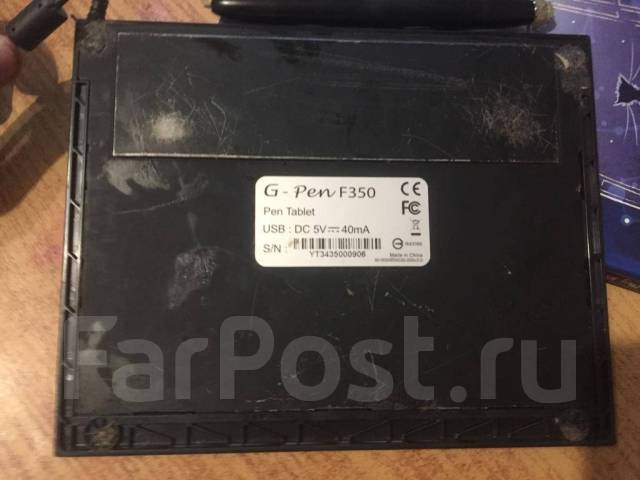 G-Pen F350
CE
Pen Tablet
FC
USB : DC 5V 40mA
S/N :
YT3435000906
Made in China
FarPost.ru